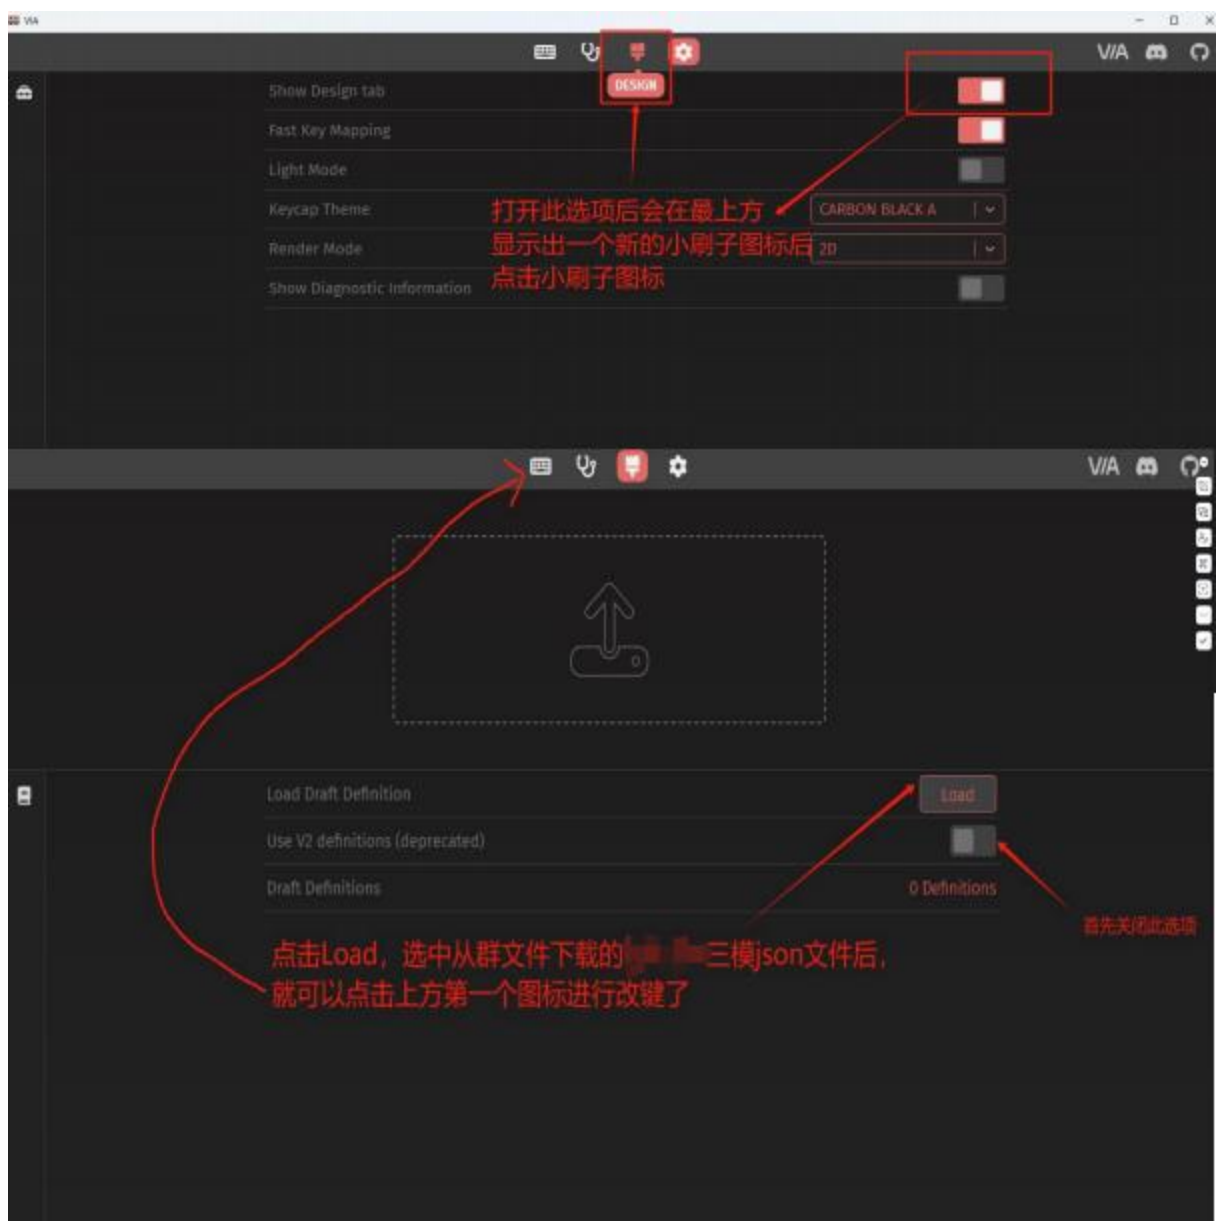 VIA
V/A
DESIGN
Show Design tab
Fast Key Mapping
Light Mode
Keycap Theme
CARBON BLACK A
Render Mode
2D
Show Diagnostic Information
打开此选项后会在最上方
显示出一个新的小刷子图标后
点击小刷子图标
V/A
Load Draft Definition
Load
Use V2 definitions (deprecated)
Draft Definitions
0 Definitions
首先关闭此选项
点击Load，选中从群文件下载的三模json文件后，
就可以点击上方第一个图标进行改键了